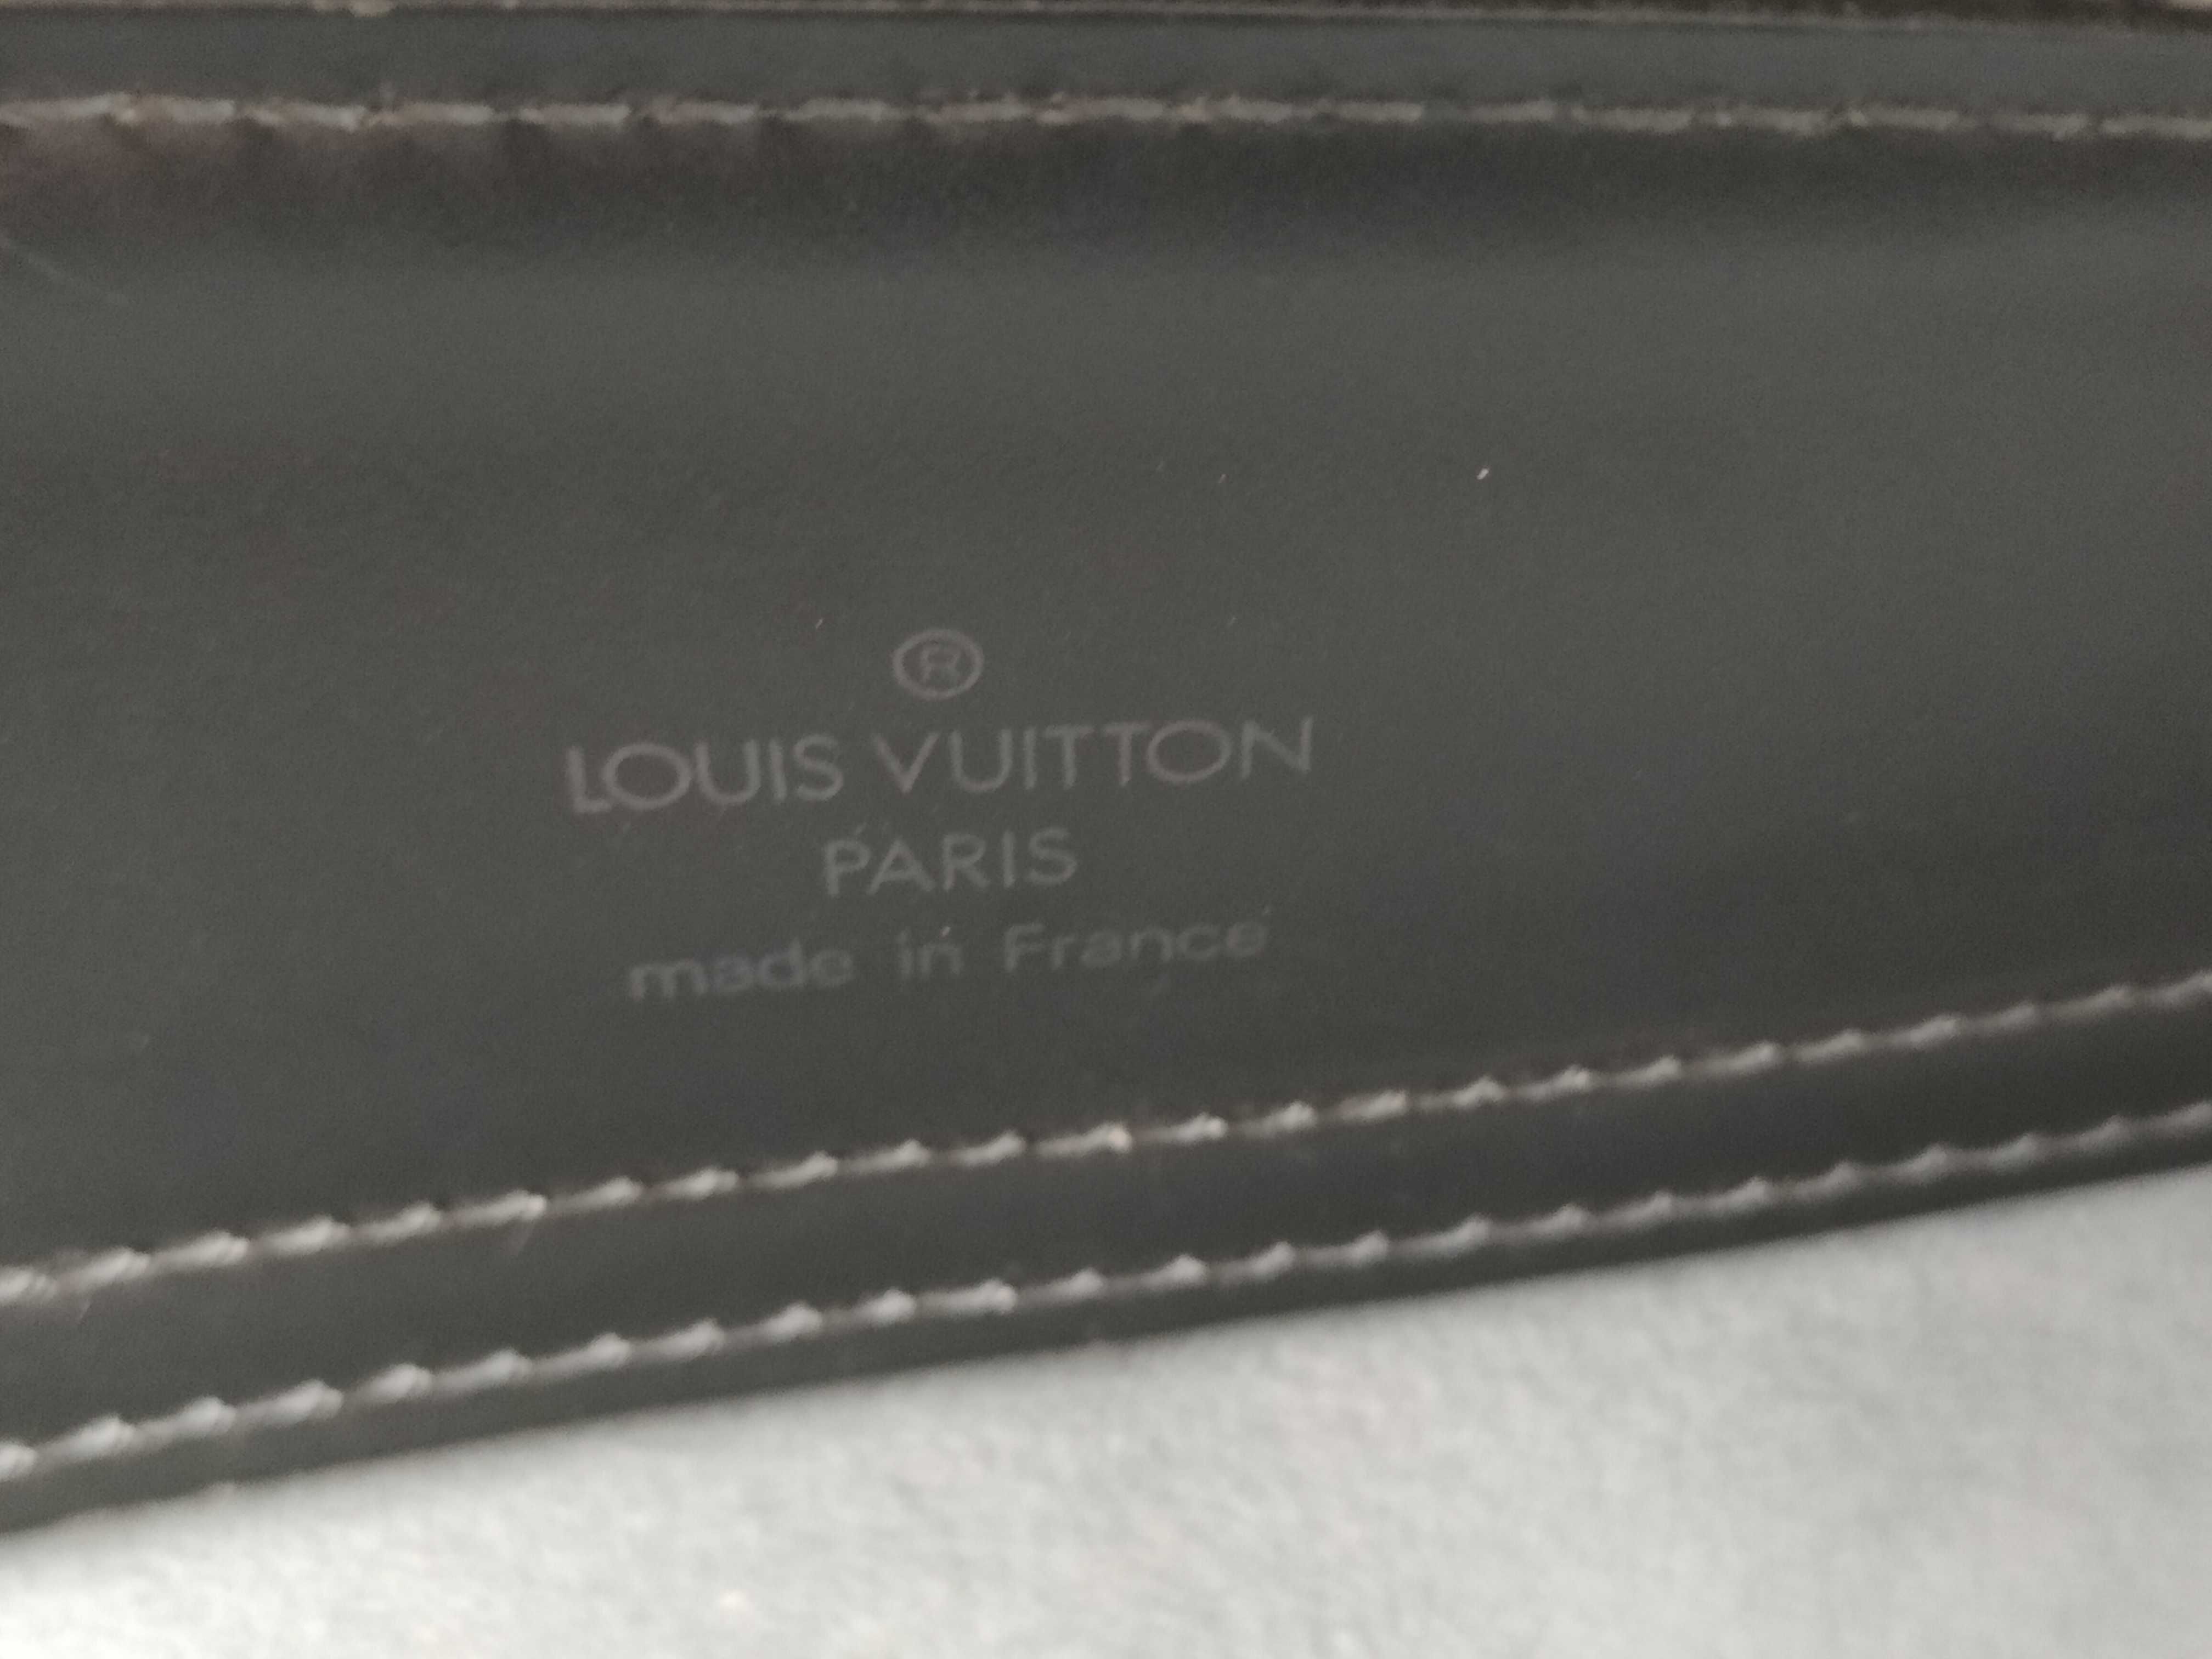 ®
LOUIS VUITTON
PARIS
made in France